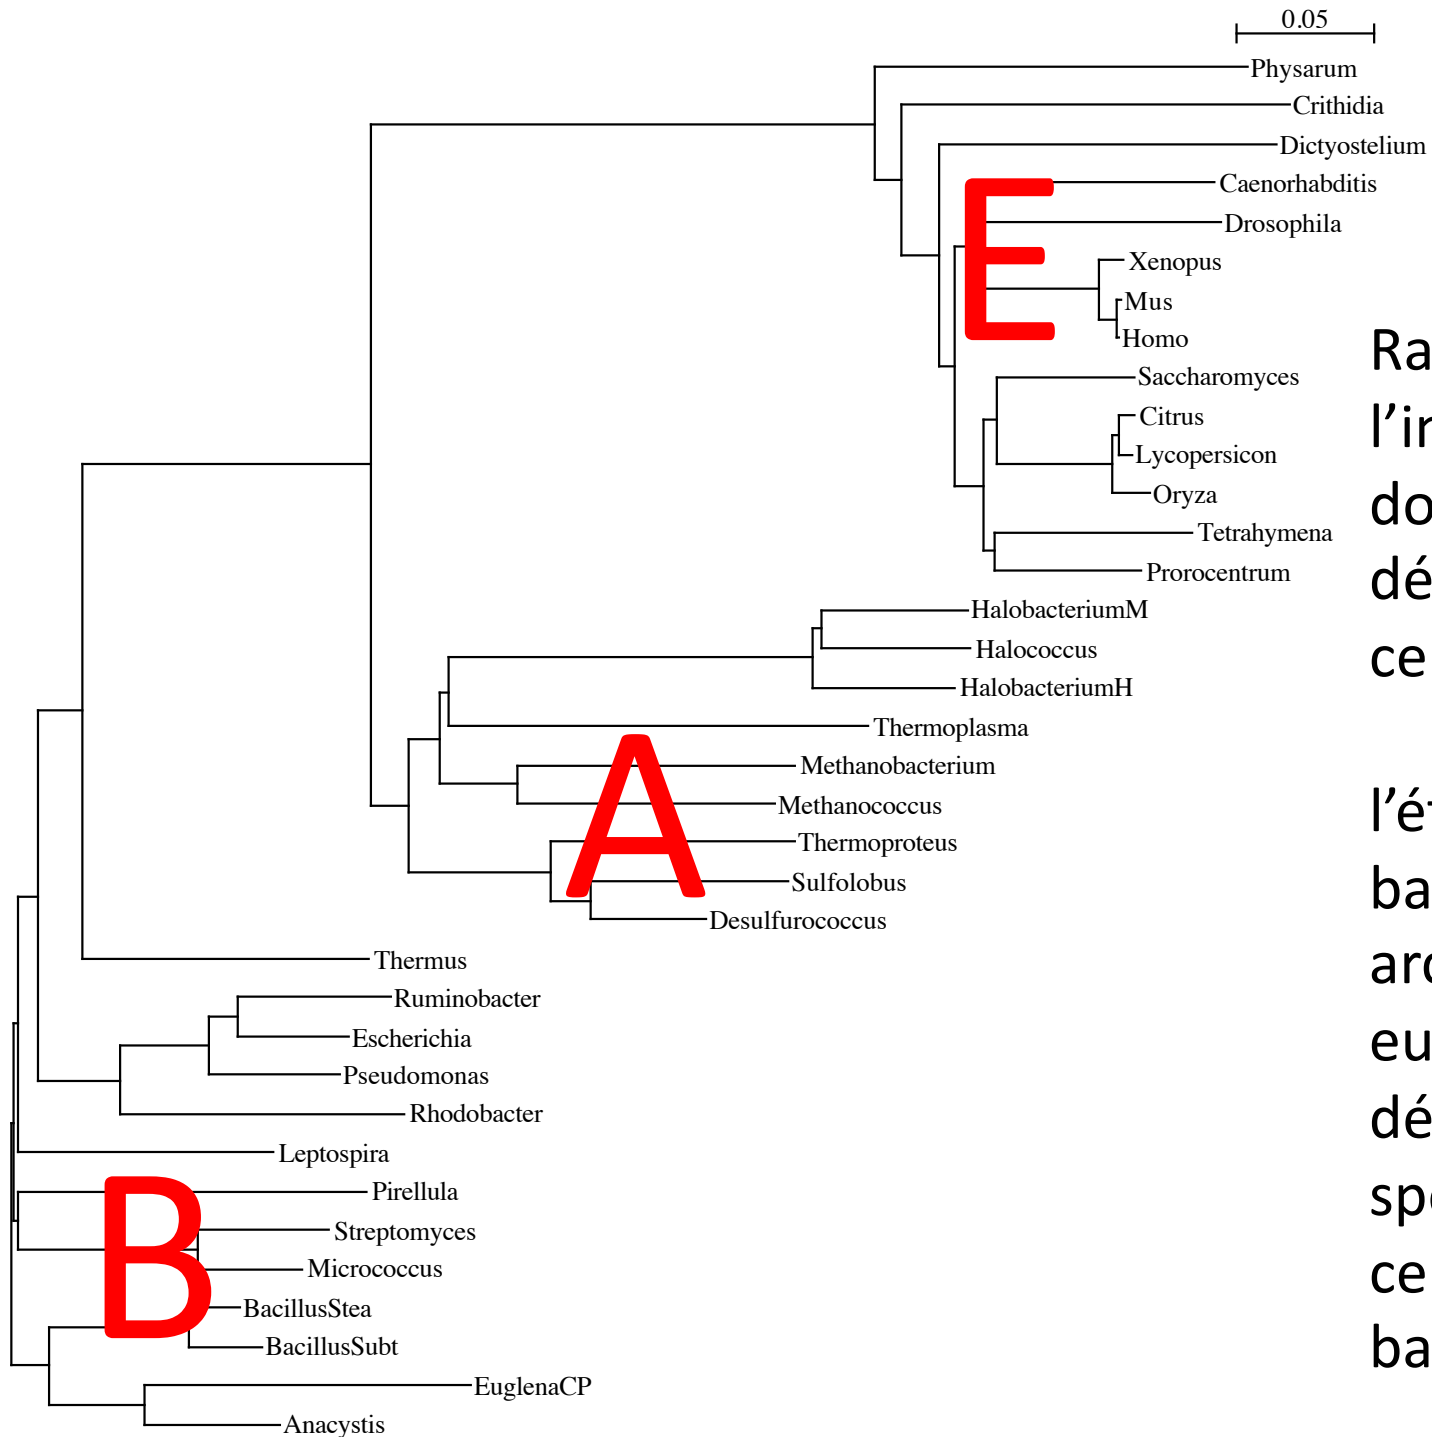 0.05
Physarum
Crithidia
Dictyostelium
Caenorhabditis
Drosophila
E
Xenopus
Mus
Homo
Saccharomyces
Citrus
Lycopersicon
Oryza
Tetrahymena
Prorocentrum
HalobacteriumM
Halococcus
HalobacteriumH
Thermoplasma
A
Methanobacterium
Methanococcus
Thermoproteus
Sulfolobus
Desulfurococcus
Thermus
Ruminobacter
Escherichia
Pseudomonas
Rhodobacter
Leptospira
B
Pirellula
Streptomyces
Micrococcus
BacillusStea
BacillusSubt
EuglenaCP
Anacystis
ce
ce